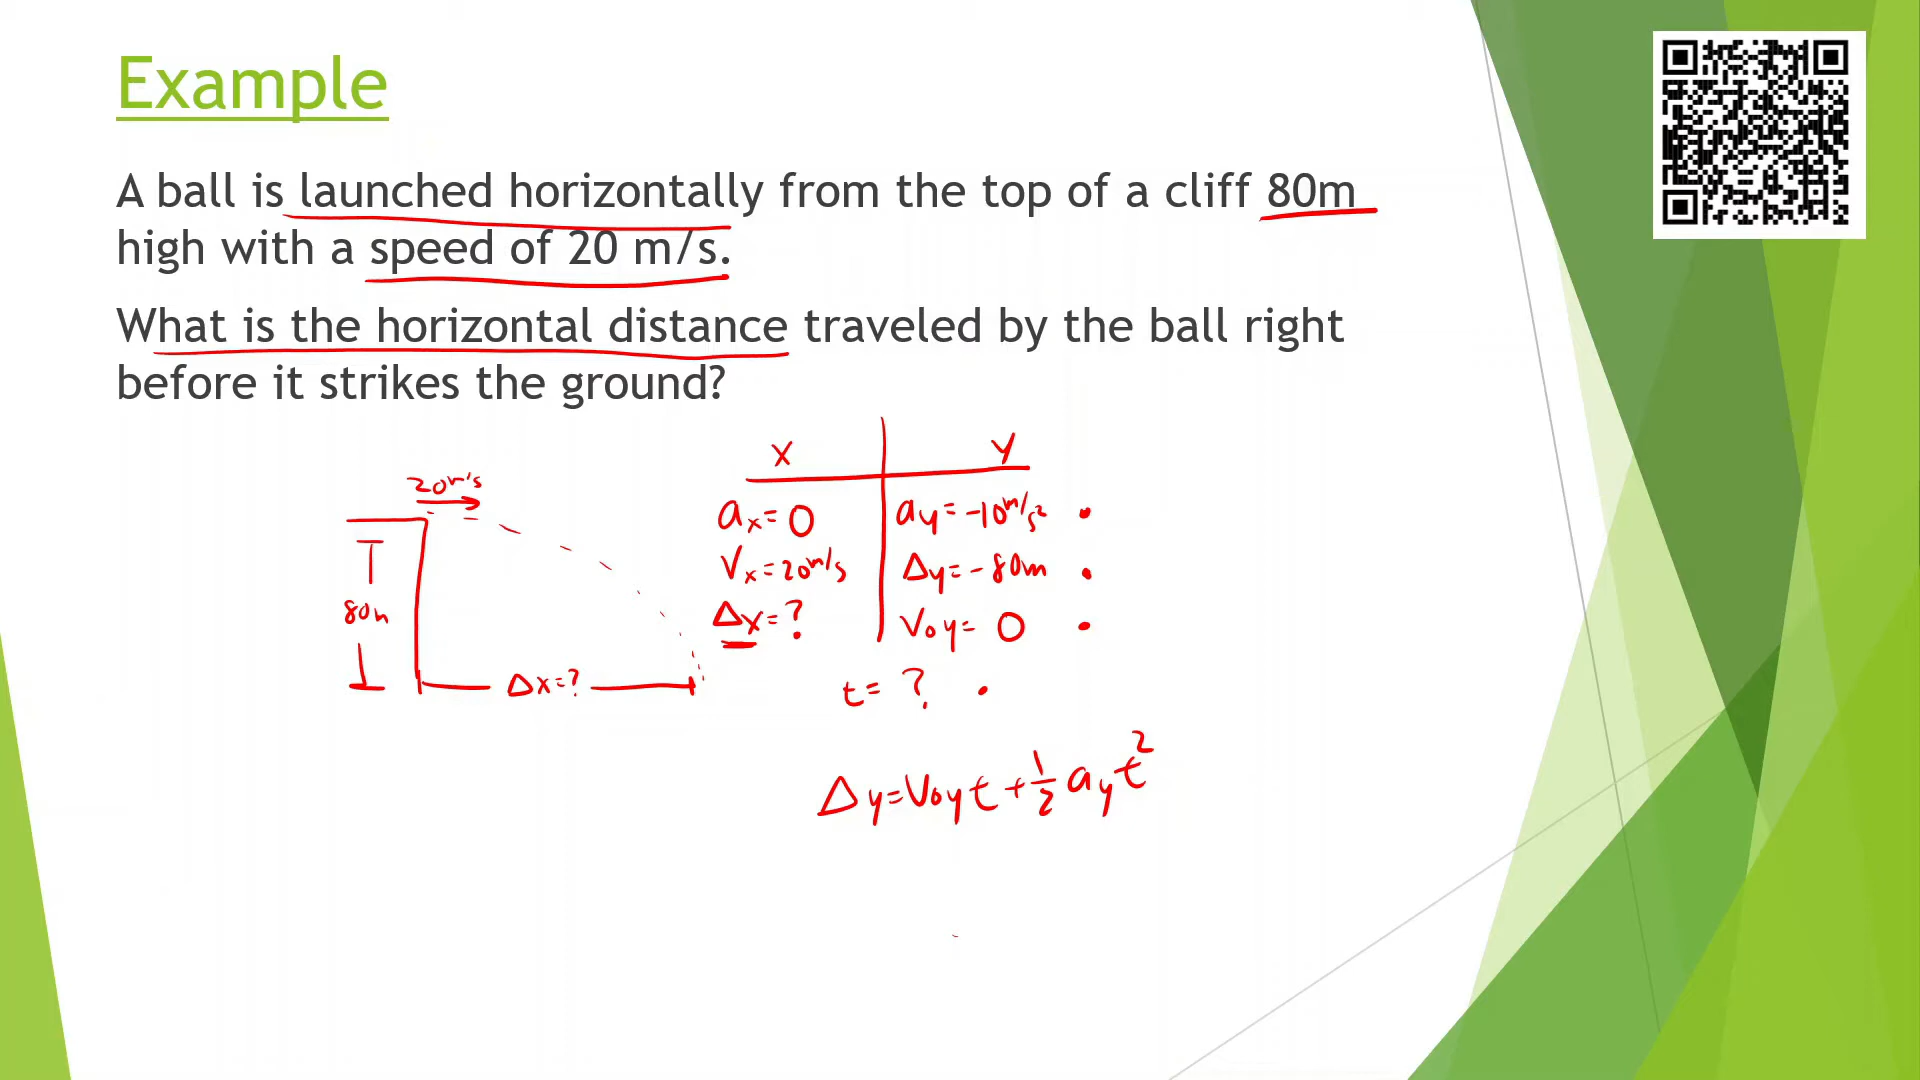 Example
A ball is launched horizontally from the top of a cliff 80m
high with a speed of 20 m/s.
What is the horizontal distance traveled by the ball right
before it strikes the ground?
20m/s
80m
Δx=?
x y
ax=0 ay=-10m/s²
Vx=20m/s Δy=-80m
Δx=? Voy=0
t=?
Δy=Voyt+½ayt²